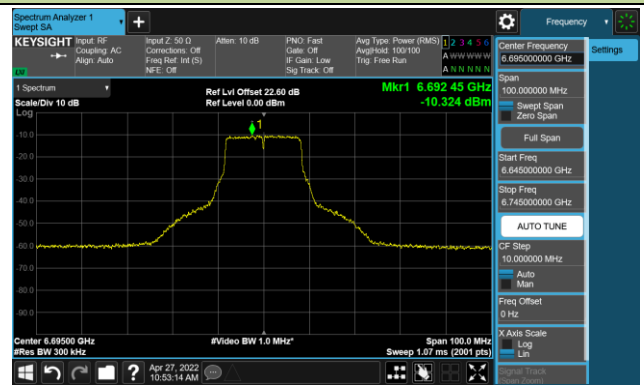 Spectrum Analyzer 1
Swept SA
Frequency
KEYSIGHT
Input: RF
Coupling: AC
Align: Auto
Input Z: 50 Ω
Corrections: Off
Freq Ref: Int (S)
NFE: Off
Atten: 10 dB
PNO: Fast
Gate: Off
IF Gain: Low
Sig Track: Off
Avg Type: Power (RMS)
Avg|Hold: 100/100
Trig: Free Run
1 2 3 4 5 6
A W W W W W
A N N N N N
1 Spectrum
Scale/Div 10 dB
Log
Ref Lvl Offset 22.60 dB
Ref Level 0.00 dBm
Mkr1 6.692 45 GHz
-10.324 dBm
1
-10.0
-20.0
-30.0
-40.0
-50.0
-60.0
-70.0
-80.0
-90.0
Center 6.69500 GHz
#Res BW 300 kHz
#Video BW 1.0 MHz*
Span 100.0 MHz
Sweep 1.07 ms (2001 pts)
Apr 27, 2022
10:53:14 AM
Center Frequency
6.695000000 GHz
Settings
Span
100.000000 MHz
Swept Span
Zero Span
Full Span
Start Freq
6.645000000 GHz
Stop Freq
6.745000000 GHz
AUTO TUNE
CF Step
10.000000 MHz
Auto
Man
Freq Offset
0 Hz
X Axis Scale
Log
Lin
Signal Track
(Span Zoom)